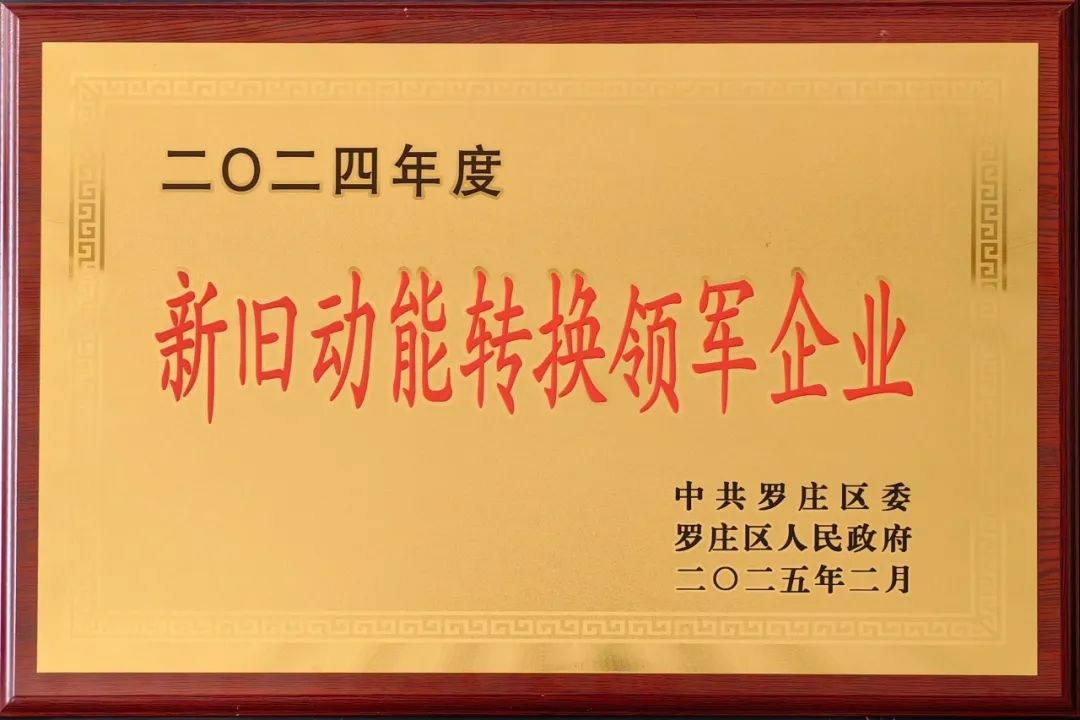 二〇二四年度
新旧动能转换领军企业
中共罗庄区委
罗庄区人民政府
二〇二五年二月